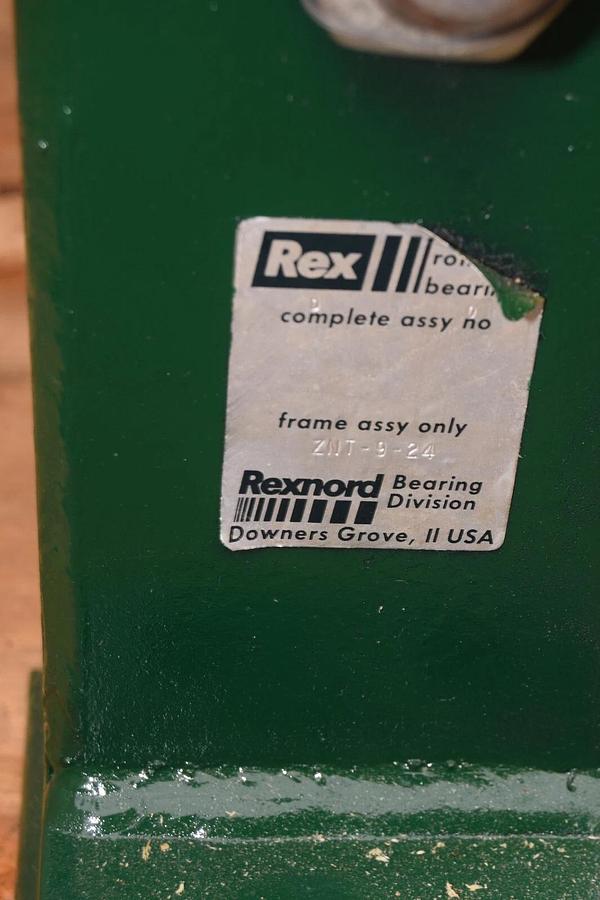 Rex
complete assy no
frame assy only
ZNT-9-24
Rexnord Bearing
Division
Downers Grove, Il USA